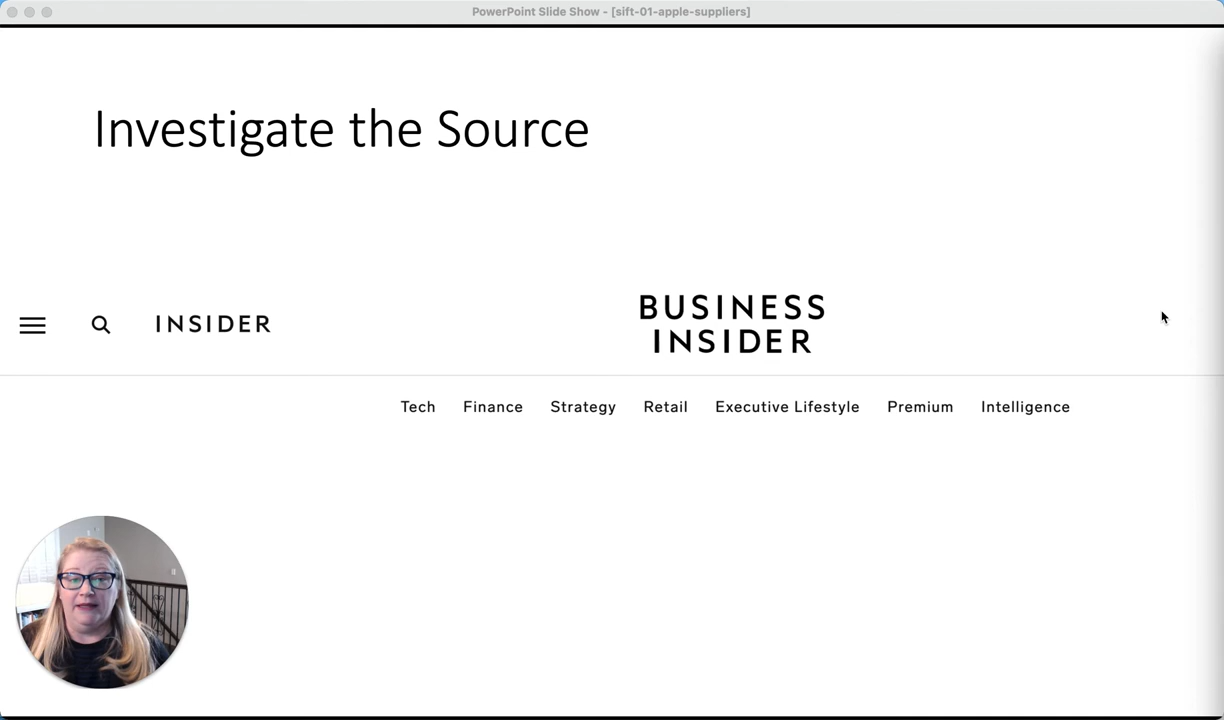 PowerPoint Slide Show - [sift-01-apple-suppliers]
Investigate the Source
INSIDER
BUSINESS
INSIDER
Tech Finance Strategy Retail Executive Lifestyle Premium Intelligence